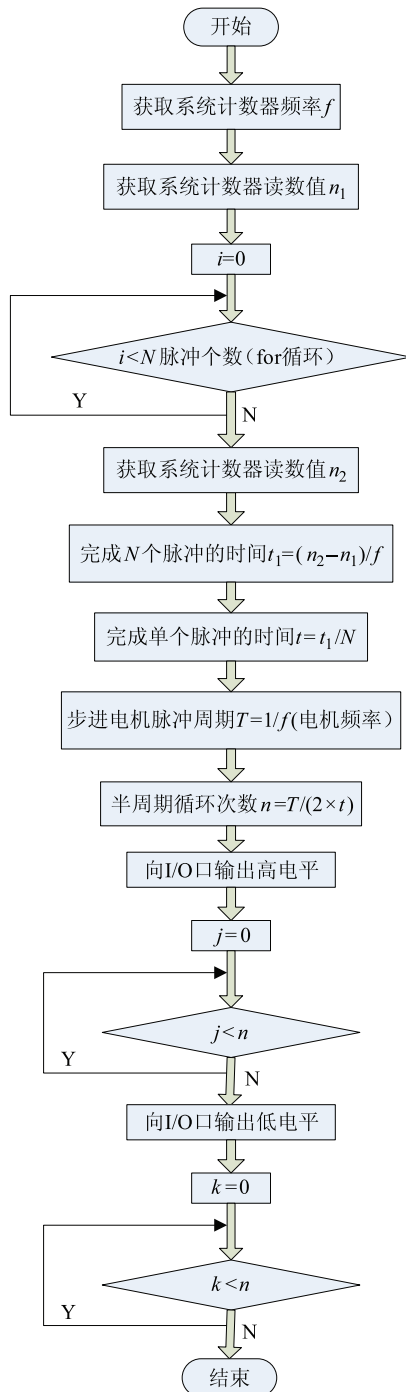 开始
获取系统计数器频率f
获取系统计数器读数值n₁
i=0
i<N脉冲个数(for循环)
Y
N
获取系统计数器读数值n₂
完成N个脉冲的时间t₁=(n₂−n₁)/f
完成单个脉冲的时间t=t₁/N
步进电机脉冲周期T=1/f(电机频率)
半周期循环次数n=T/(2×t)
向I/O口输出高电平
j=0
j<n
Y
N
向I/O口输出低电平
k=0
k<n
Y
N
结束